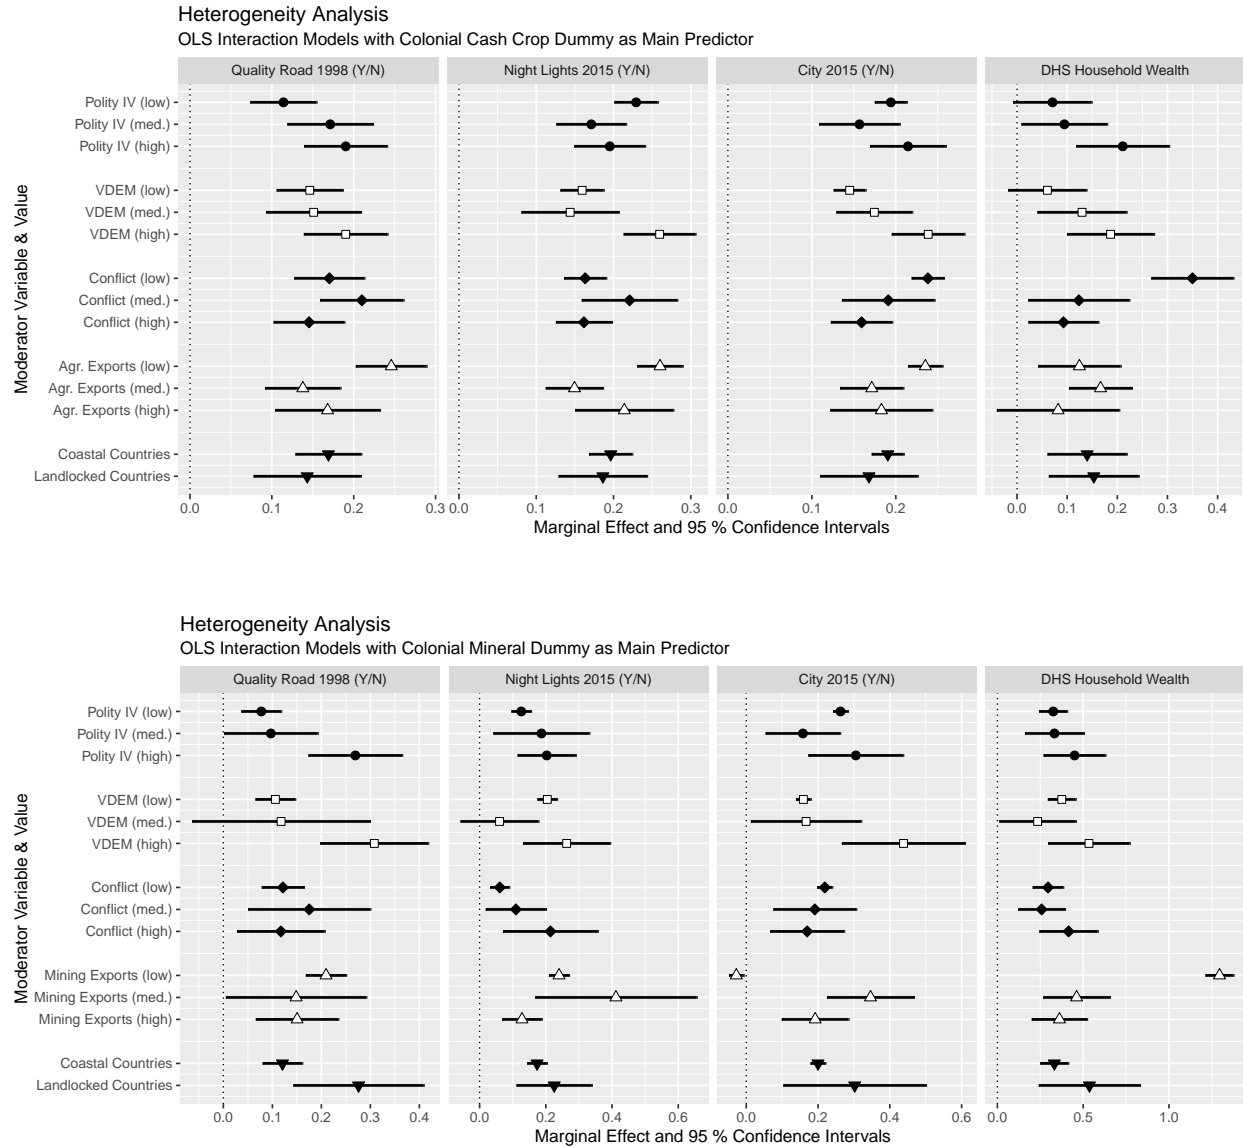 Heterogeneity Analysis
OLS Interaction Models with Colonial Cash Crop Dummy as Main Predictor
Quality Road 1998 (Y/N) Night Lights 2015 (Y/N) City 2015 (Y/N) DHS Household Wealth
Moderator Variable & Value
Polity IV (low)
Polity IV (med.)
Polity IV (high)
VDEM (low)
VDEM (med.)
VDEM (high)
Conflict (low)
Conflict (med.)
Conflict (high)
Agr. Exports (low)
Agr. Exports (med.)
Agr. Exports (high)
Coastal Countries
Landlocked Countries
0.0 0.1 0.2 0.3 0.0 0.1 0.2 0.3 0.0 0.1 0.2 0.0 0.1 0.2 0.3 0.4
Marginal Effect and 95 % Confidence Intervals
Heterogeneity Analysis
OLS Interaction Models with Colonial Mineral Dummy as Main Predictor
Quality Road 1998 (Y/N) Night Lights 2015 (Y/N) City 2015 (Y/N) DHS Household Wealth
Moderator Variable & Value
Polity IV (low)
Polity IV (med.)
Polity IV (high)
VDEM (low)
VDEM (med.)
VDEM (high)
Conflict (low)
Conflict (med.)
Conflict (high)
Mining Exports (low)
Mining Exports (med.)
Mining Exports (high)
Coastal Countries
Landlocked Countries
0.0 0.1 0.2 0.3 0.4 0.0 0.2 0.4 0.6 0.0 0.2 0.4 0.6 0.0 0.5 1.0
Marginal Effect and 95 % Confidence Intervals